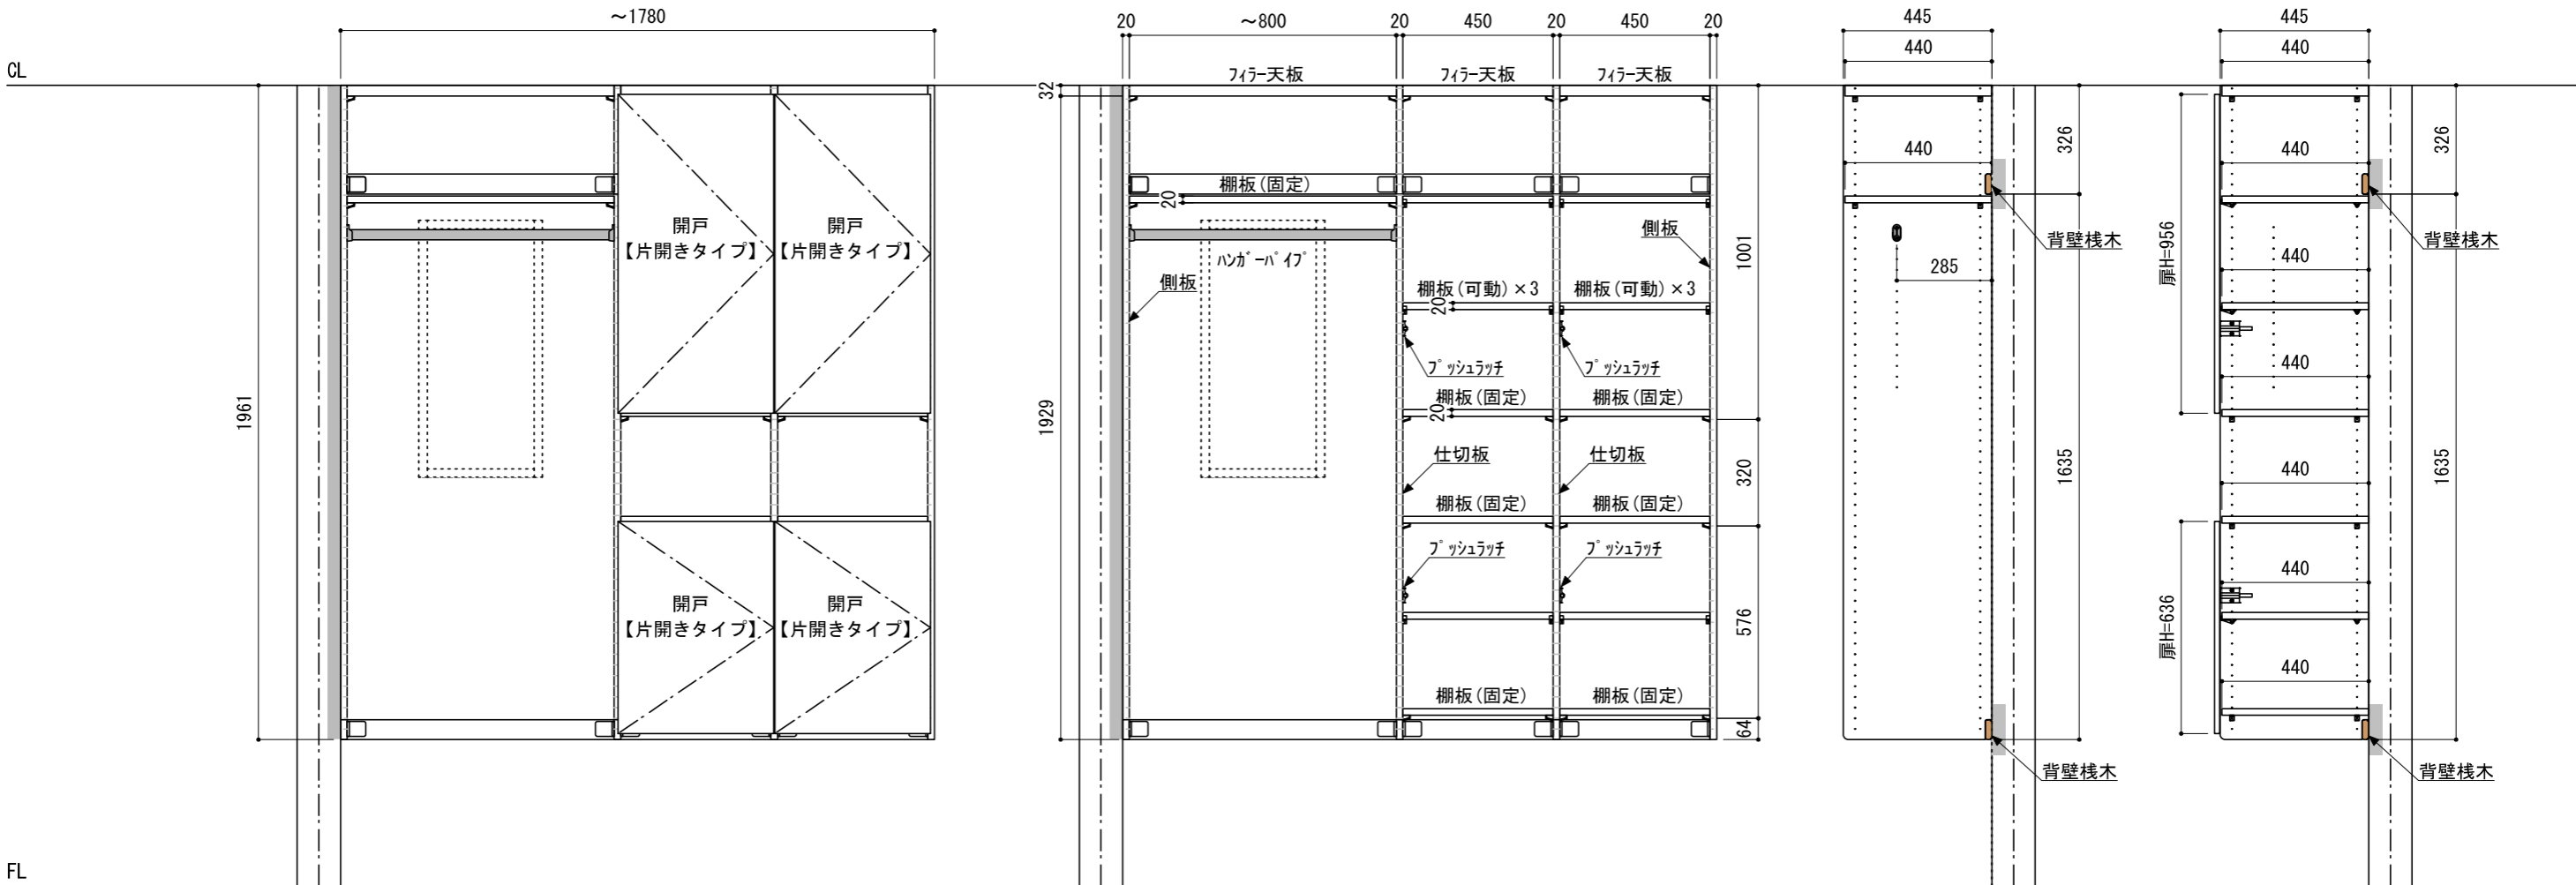 ～1780
20
～800
20
450
20
450
20
445
440
445
440
CL
フィラー天板
フィラー天板
フィラー天板
32
326
326
440
440
棚板(固定)
20
開戸
【片開きタイプ】
開戸
【片開きタイプ】
側板
背壁桟木
背壁桟木
ﾊﾝｶﾞｰﾊﾟｲﾌﾟ
1001
285
440
扉H=956
側板
棚板(可動)×3
棚板(可動)×3
20
ﾌﾟｯｼｭﾗｯﾁ
ﾌﾟｯｼｭﾗｯﾁ
440
棚板(固定)
棚板(固定)
20
1961
1929
仕切板
仕切板
320
440
1635
1635
棚板(固定)
棚板(固定)
ﾌﾟｯｼｭﾗｯﾁ
ﾌﾟｯｼｭﾗｯﾁ
440
開戸
【片開きタイプ】
開戸
【片開きタイプ】
576
扉H=636
440
棚板(固定)
棚板(固定)
64
背壁桟木
背壁桟木
FL